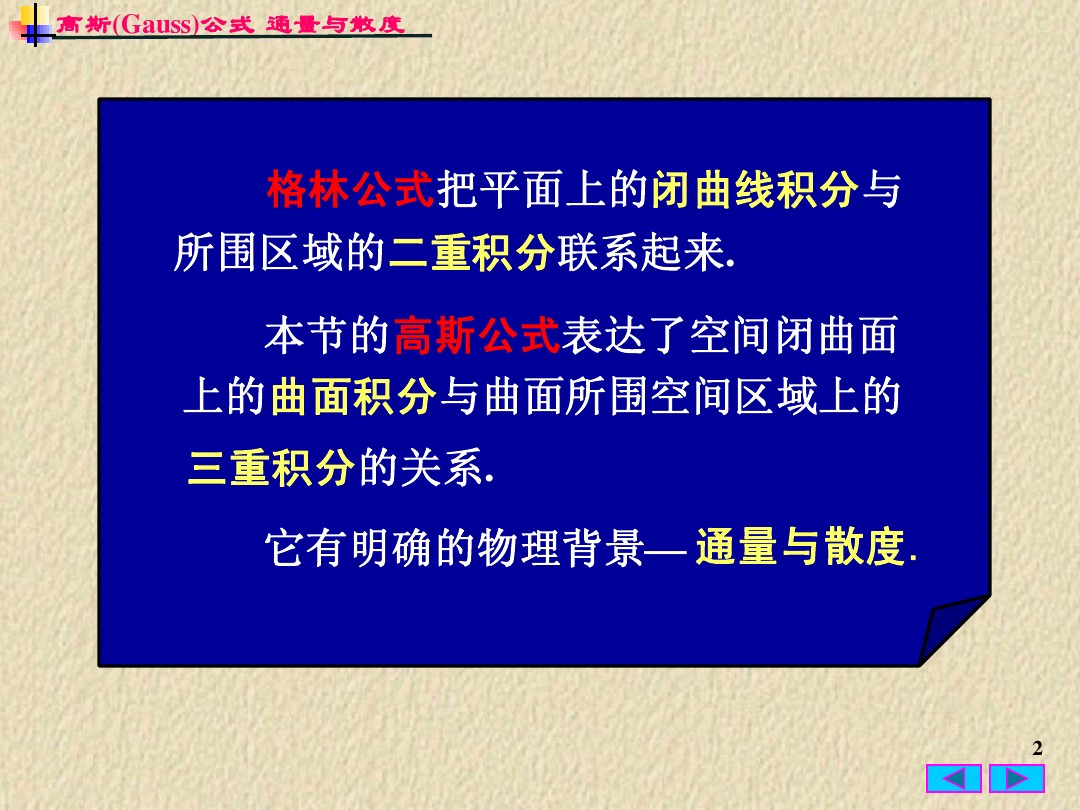 高斯(Gauss)公式 通量与散度
格林公式把平面上的闭曲线积分与
所围区域的二重积分联系起来.
本节的高斯公式表达了空间闭曲面
上的曲面积分与曲面所围空间区域上的
三重积分的关系.
它有明确的物理背景— 通量与散度.
2